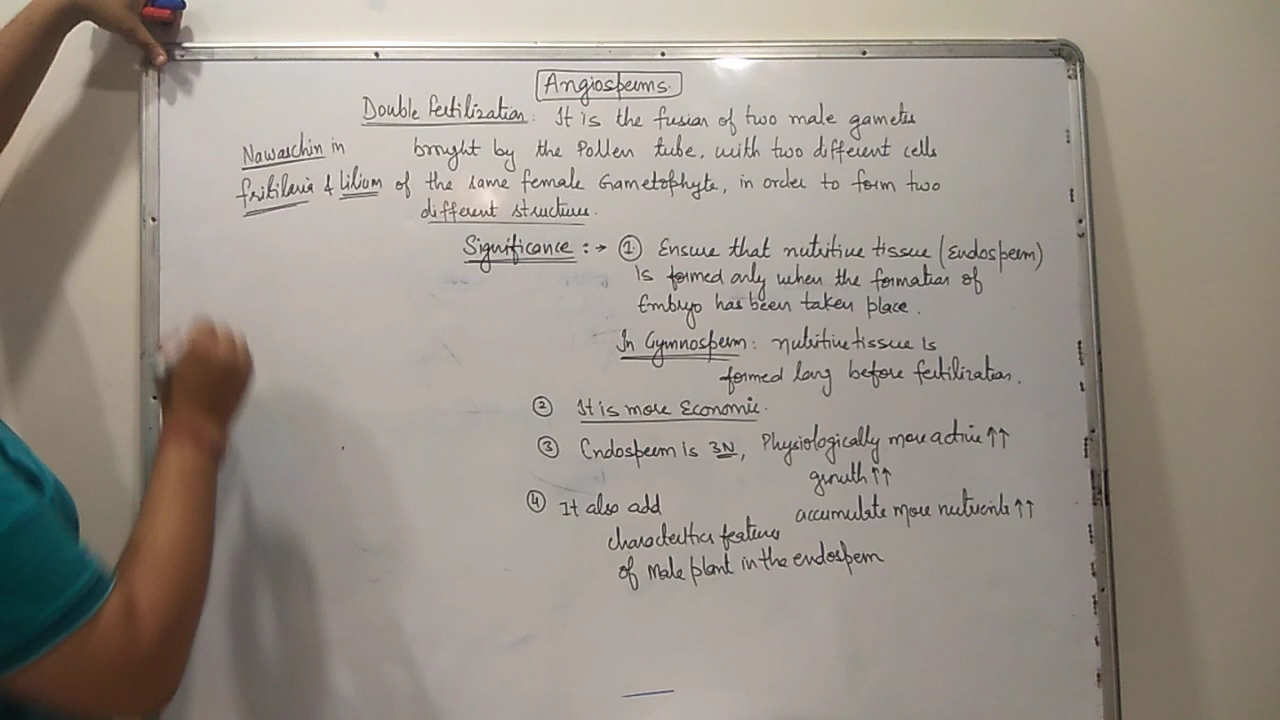 Angiosperms
Double Fertilization: It is the fusion of two male gametes
Nawaschin in brought by the Pollen tube, with two different cells
fritilaria & Lilium of the same female Gametophyte, in order to form two
different structures.
Significance :→ ① Ensure that nutritive tissue (Endosperm)
is formed only when the formation of
Embryo has been taken place.
In Gymnosperm: nutritive tissue is
formed long before fertilization.
② It is more Economic.
③ Endosperm is 3N, Physiologically more active ↑↑
growth ↑↑
④ It also add accumulate more nutrients ↑↑
characteltics features
of Male plant in the endosperm